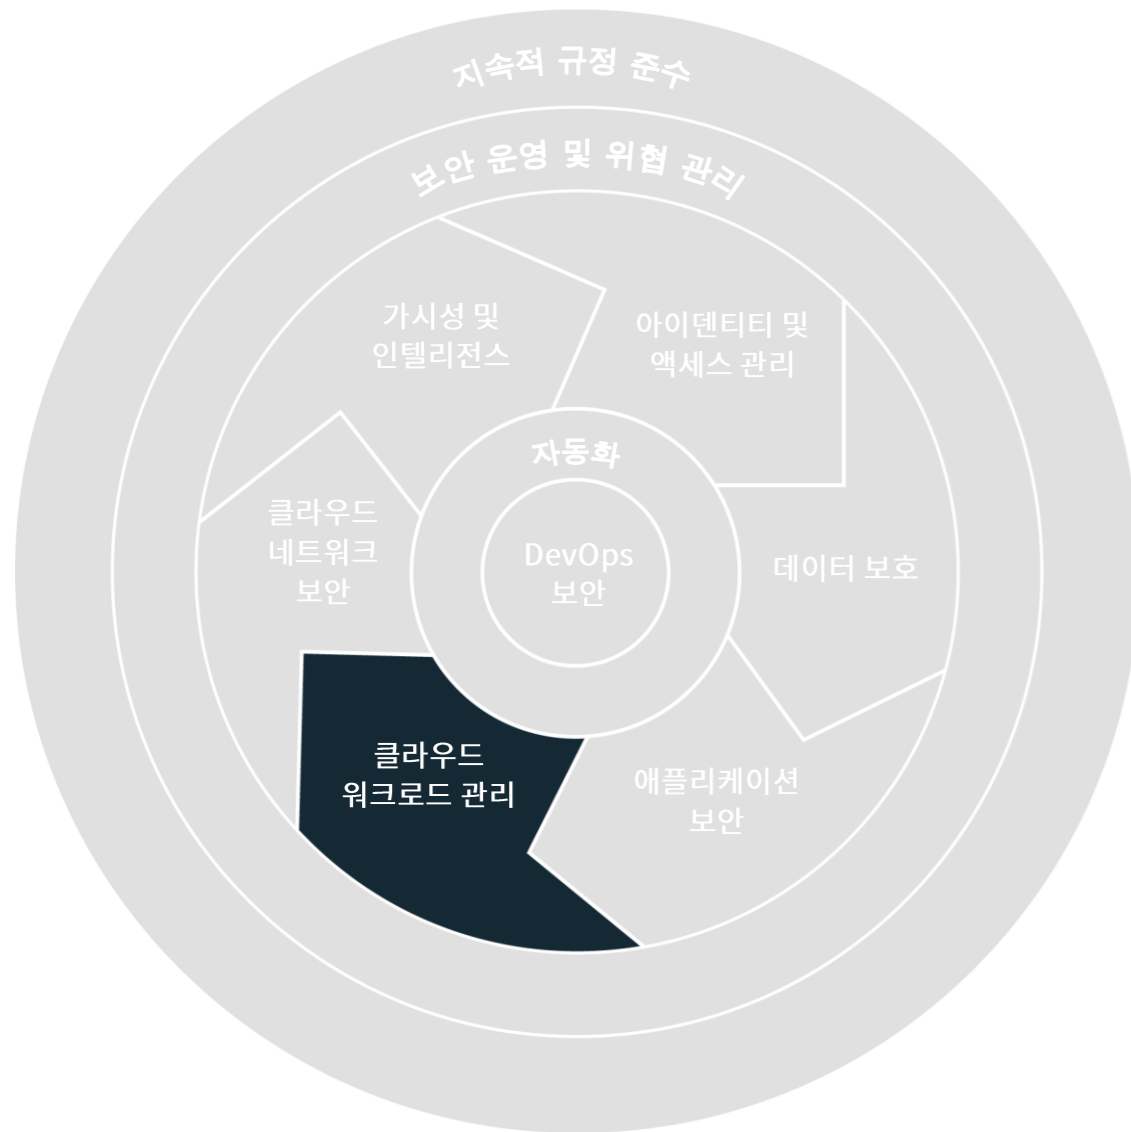 지속적 규정 준수
보안 운영 및 위협 관리
가시성 및
인텔리전스
아이덴티티 및
액세스 관리
자동화
클라우드
네트워크
보안
DevOps
보안
데이터 보호
클라우드
워크로드 관리
애플리케이션
보안